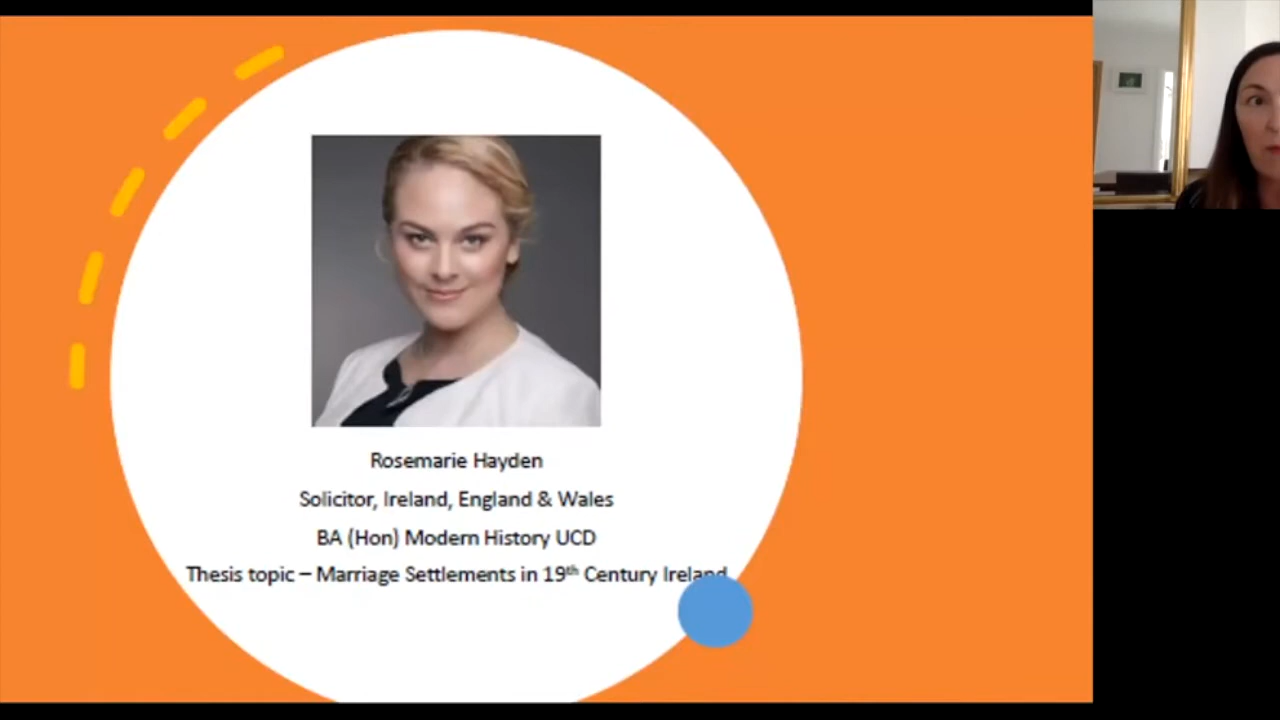 Rosemarie Hayden
Solicitor, Ireland, England & Wales
BA (Hon) Modern History UCD
Thesis topic – Marriage Settlements in 19th Century Ireland